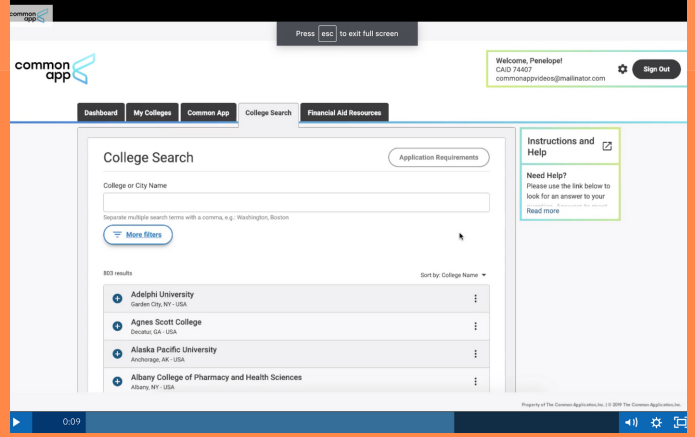 common
app
Press esc to exit full screen
common
app
Welcome, Penelope!
CAID 74407
commonappvideos@mailinator.com
Sign Out
Dashboard
My Colleges
Common App
College Search
Financial Aid Resources
College Search
Application Requirements
College or City Name
Separate multiple search terms with a comma, e.g.: Washington, Boston
More filters
803 results
Sort by: College Name
Adelphi University
Garden City, NY - USA
Agnes Scott College
Decatur, GA - USA
Alaska Pacific University
Anchorage, AK - USA
Albany College of Pharmacy and Health Sciences
Albany, NY - USA
Instructions and
Help
Need Help?
Please use the link below to
look for an answer to your
Read more
Property of The Common Application, Inc. | © 2019 The Common Application, Inc.
0:09